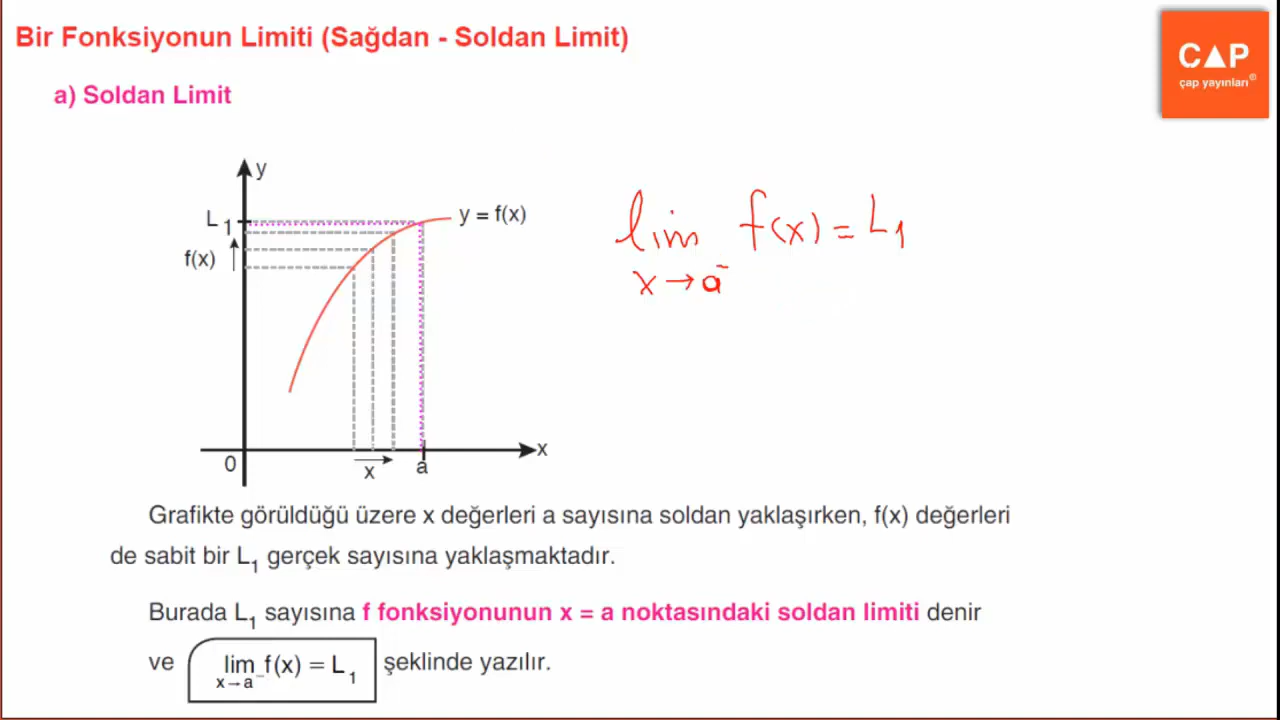 Bir Fonksiyonun Limiti (Sağdan - Soldan Limit)
ÇAP
çap yayınları®
a) Soldan Limit
y
L₁
y = f(x)
f(x)
lim f(x) = L₁
x → a⁻
0
x
a
x
Grafikte görüldüğü üzere x değerleri a sayısına soldan yaklaşırken, f(x) değerleri
de sabit bir L₁ gerçek sayısına yaklaşmaktadır.
Burada L₁ sayısına f fonksiyonunun x = a noktasındaki soldan limiti denir
ve lim f(x) = L₁ şeklinde yazılır.
x→a⁻